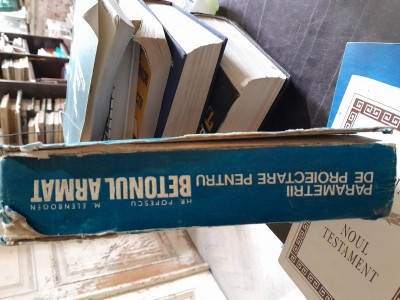 PARAMETRII
DE PROIECTARE PENTRU
BETONUL ARMAT
HR. POPESCU
M. ELENBOGEN
NOUL
TESTAMENT